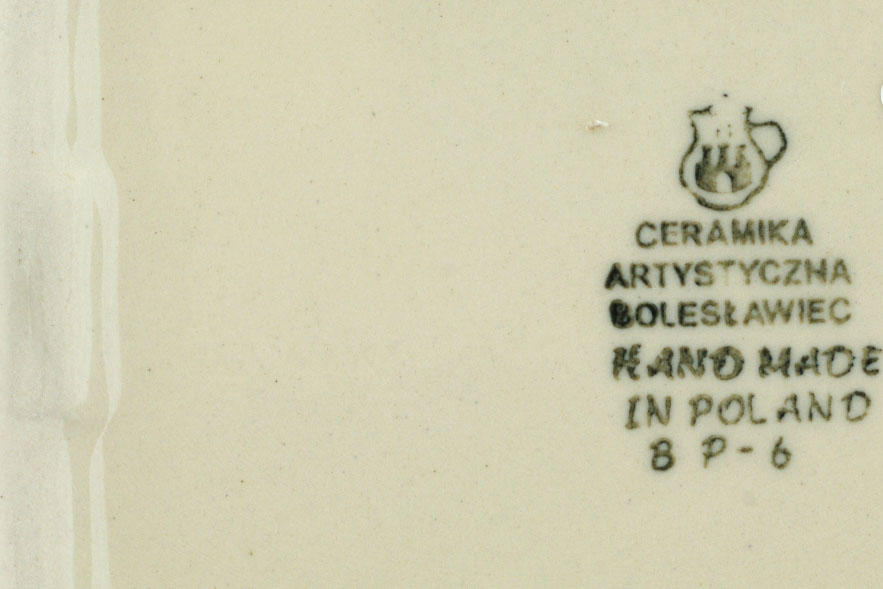 CERAMIKA
ARTYSTYCZNA
BOLESŁAWIEC
HAND MADE
IN POLAND
B P-6